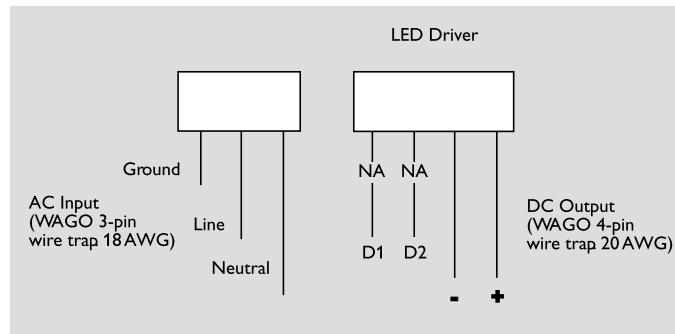 LED Driver
Ground
NA NA
AC Input
(WAGO 3-pin
wire trap 18 AWG)
Line
Neutral
D1 D2
DC Output
(WAGO 4-pin
wire trap 20 AWG)
- +